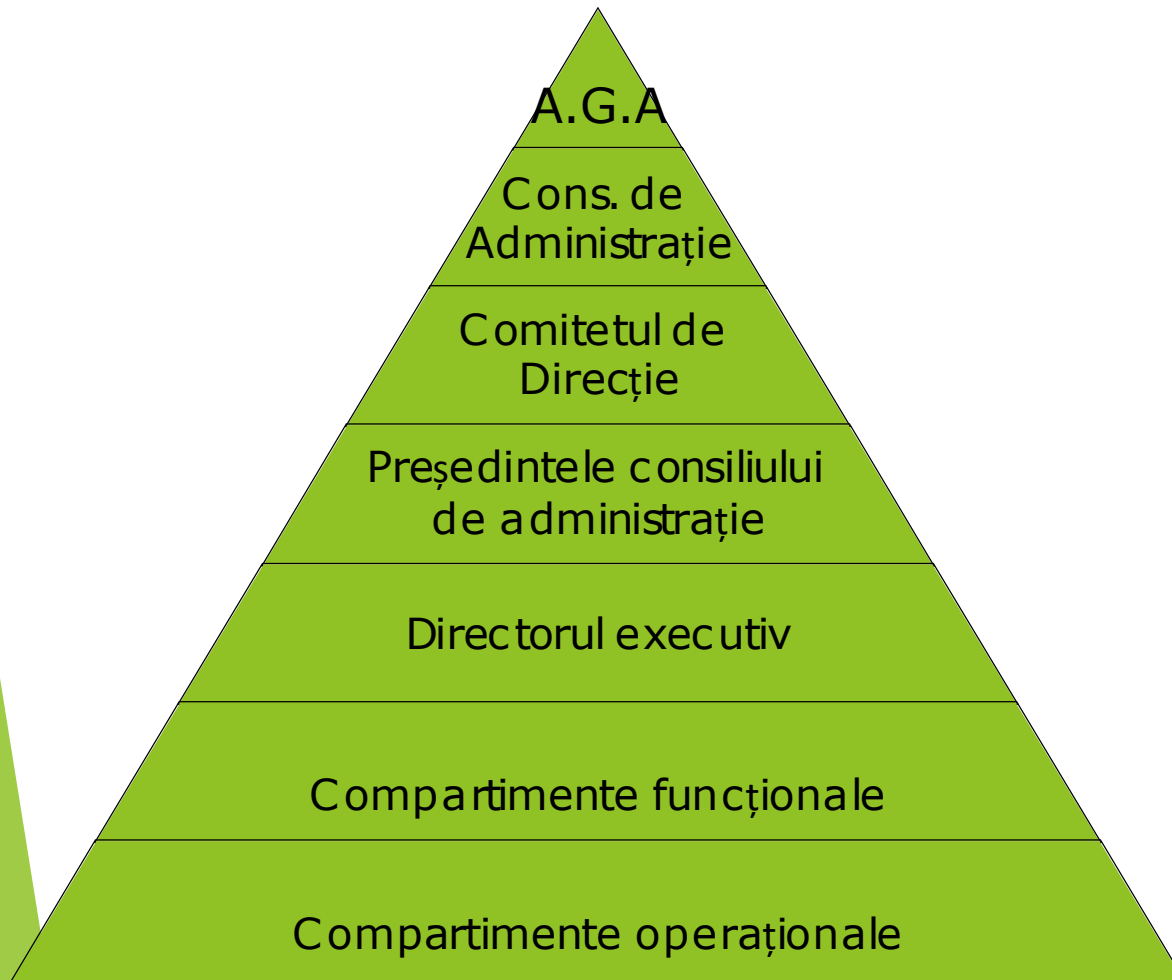 A.G.A
Cons. de
Administrație
Comitetul de
Direcție
Președintele consiliului
de administrație
Directorul executiv
Compartimente funcționale
Compartimente operaționale